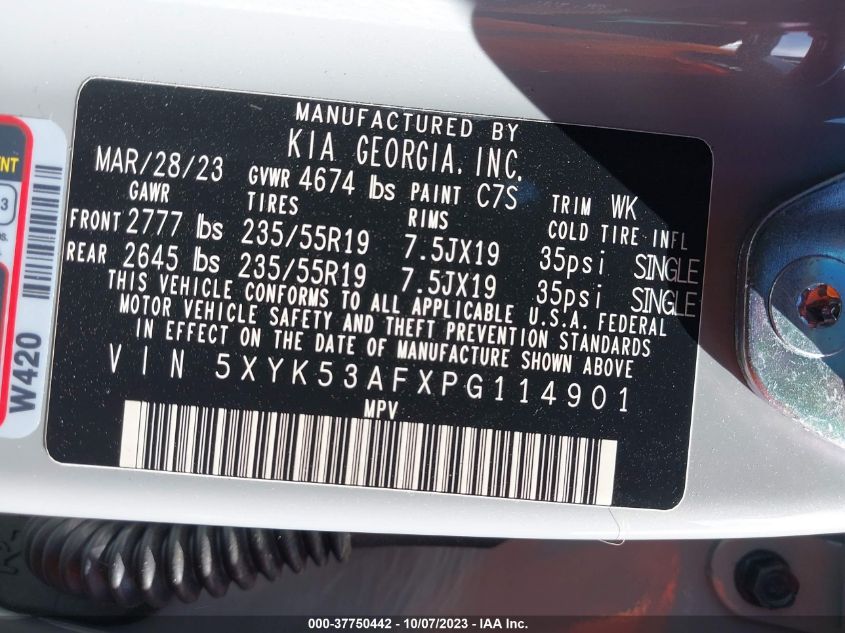 MANUFACTURED BY
KIA GEORGIA, INC.
MAR/28/23 GVWR 4674 lbs PAINT C7S TRIM WK
GAWR TIRES RIMS COLD TIRE INFL
FRONT 2777 lbs 235/55R19 7.5JX19 35psi SINGLE
REAR 2645 lbs 235/55R19 7.5JX19 35psi SINGLE
THIS VEHICLE CONFORMS TO ALL APPLICABLE U.S.A. FEDERAL
MOTOR VEHICLE SAFETY AND THEFT PREVENTION STANDARDS
IN EFFECT ON THE DATE OF MANUFACTURE SHOWN ABOVE
VIN 5XYK53AFXPG114901
MPV
W420
3
000-37750442 - 10/07/2023 - IAA Inc.